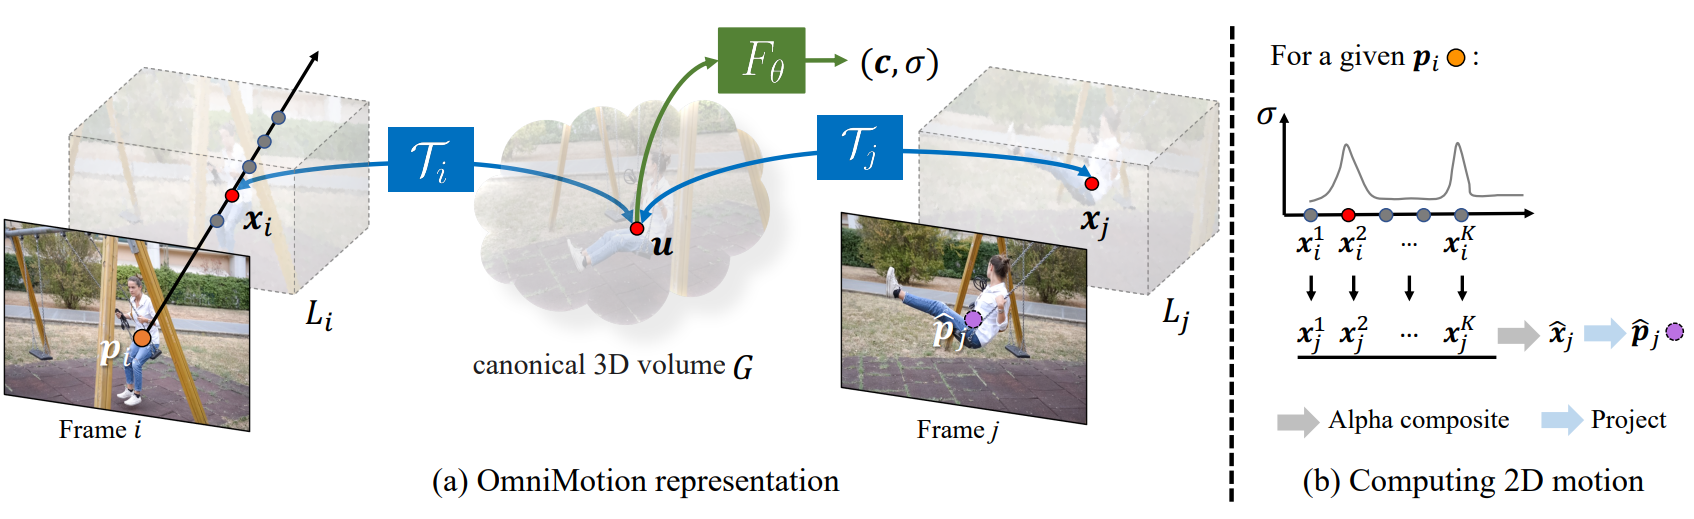 F_θ
(c, σ)
𝒯_i
𝒯_j
x_i
u
x_j
L_i
L_j
p_i
p̂_j
canonical 3D volume G
Frame i
Frame j
(a) OmniMotion representation
For a given p_i :
σ
x_i^1 x_i^2 ... x_i^K
x_j^1 x_j^2 ... x_j^K x̂_j p̂_j
Alpha composite Project
(b) Computing 2D motion